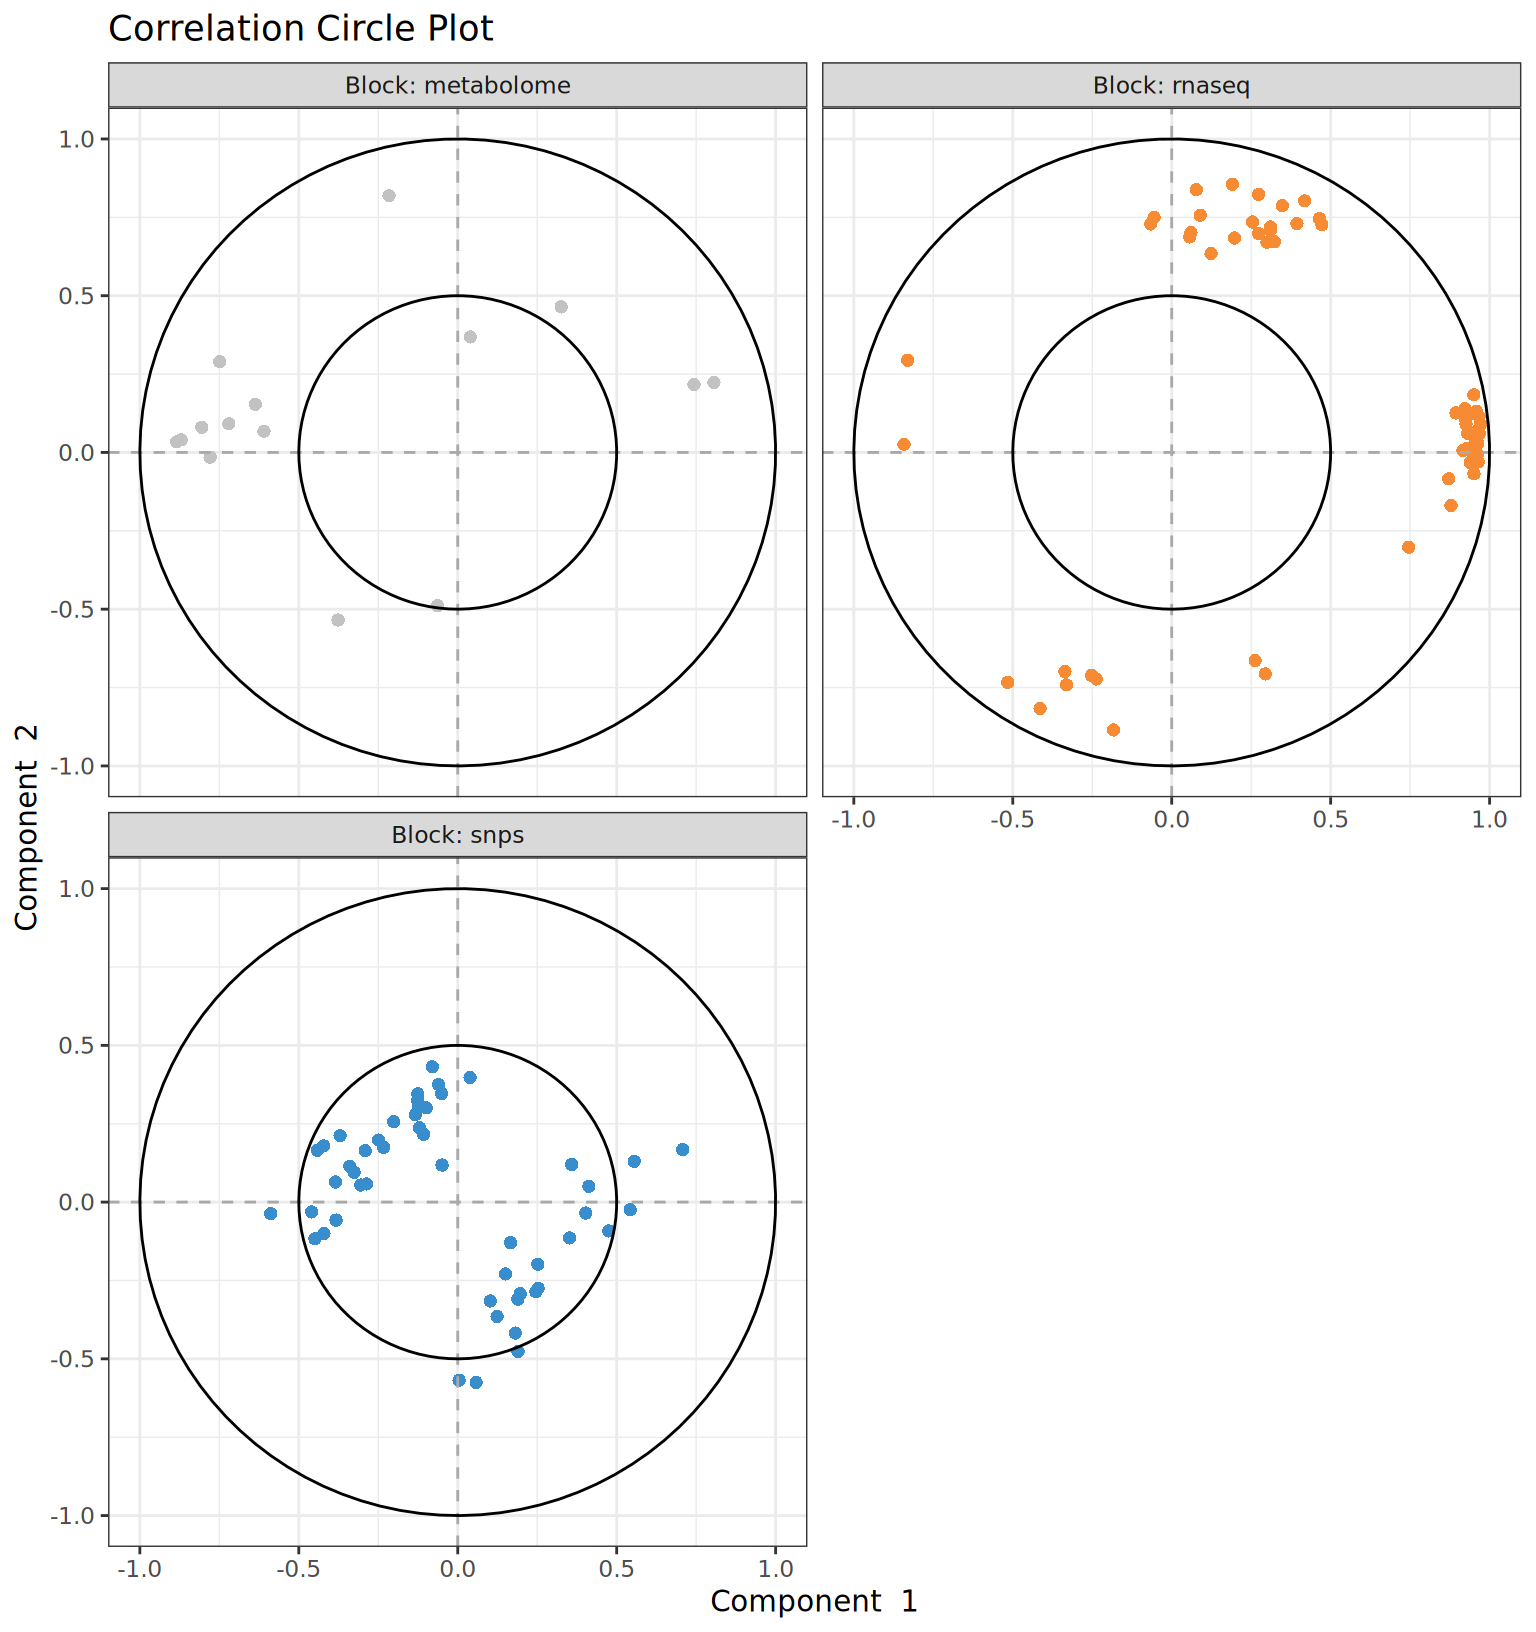 Correlation Circle Plot
Block: metabolome
Block: rnaseq
1.0
0.5
0.0
-0.5
-1.0
-1.0 -0.5 0.0 0.5 1.0
Block: snps
1.0
0.5
0.0
-0.5
-1.0
-1.0 -0.5 0.0 0.5 1.0
Component 2
Component 1